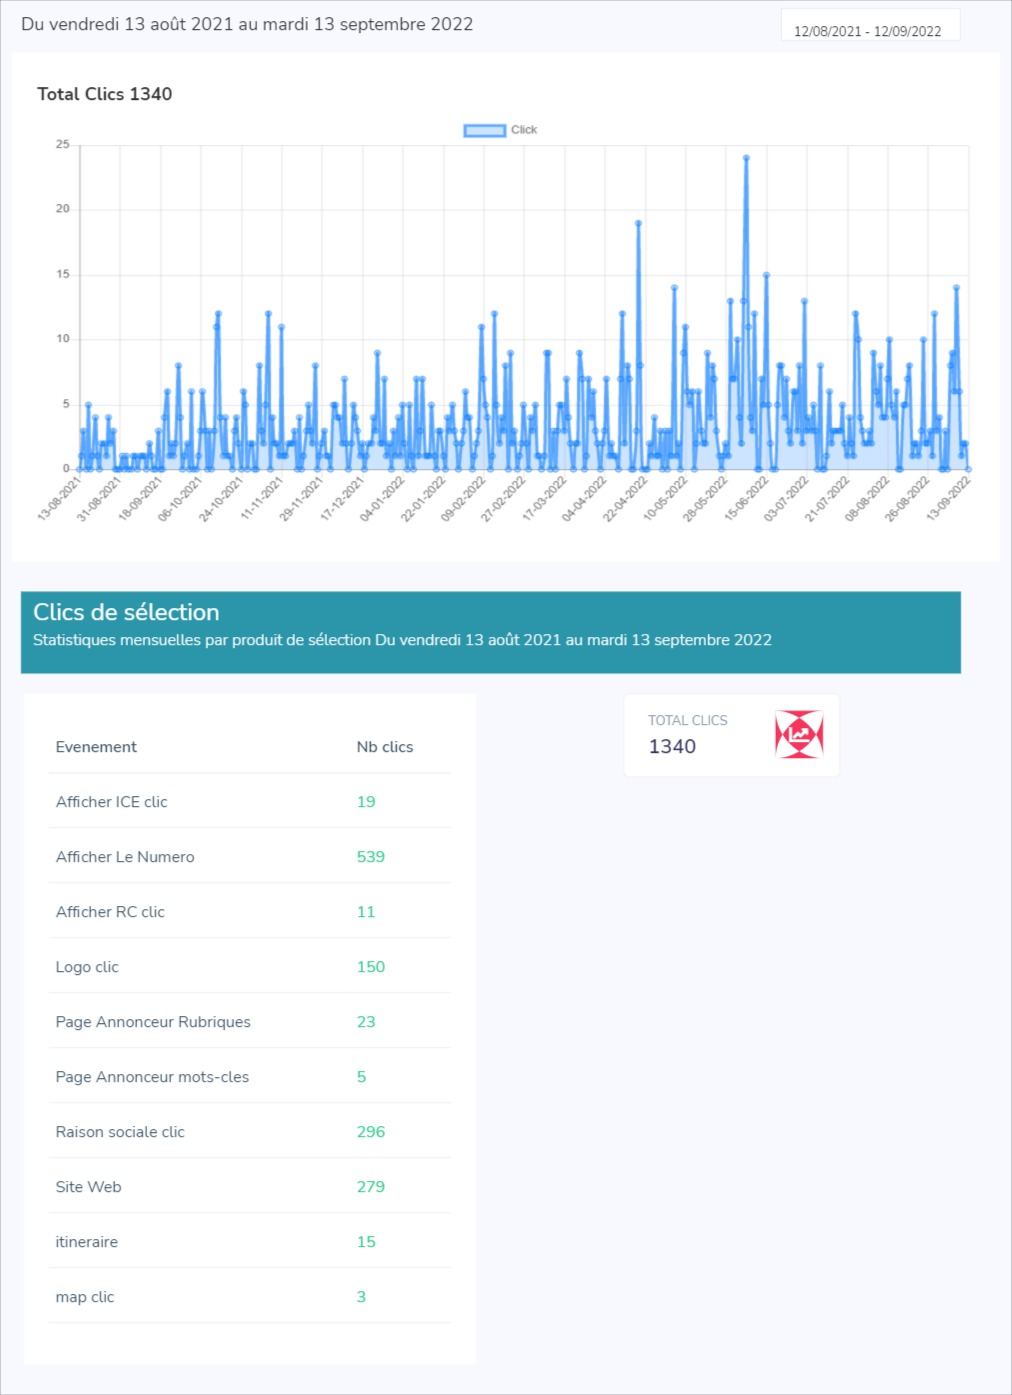 Du vendredi 13 août 2021 au mardi 13 septembre 2022
12/08/2021 - 12/09/2022
Total Clics 1340
Click
25
20
15
10
5
0
13-08-2021
31-08-2021
18-09-2021
06-10-2021
24-10-2021
11-11-2021
29-11-2021
17-12-2021
04-01-2022
22-01-2022
09-02-2022
27-02-2022
17-03-2022
04-04-2022
22-04-2022
10-05-2022
28-05-2022
15-06-2022
03-07-2022
21-07-2022
08-08-2022
26-08-2022
13-09-2022
Clics de sélection
Statistiques mensuelles par produit de sélection Du vendredi 13 août 2021 au mardi 13 septembre 2022
Evenement Nb clics
Afficher ICE clic 19
Afficher Le Numero 539
Afficher RC clic 11
Logo clic 150
Page Annonceur Rubriques 23
Page Annonceur mots-cles 5
Raison sociale clic 296
Site Web 279
itineraire 15
map clic 3
TOTAL CLICS
1340